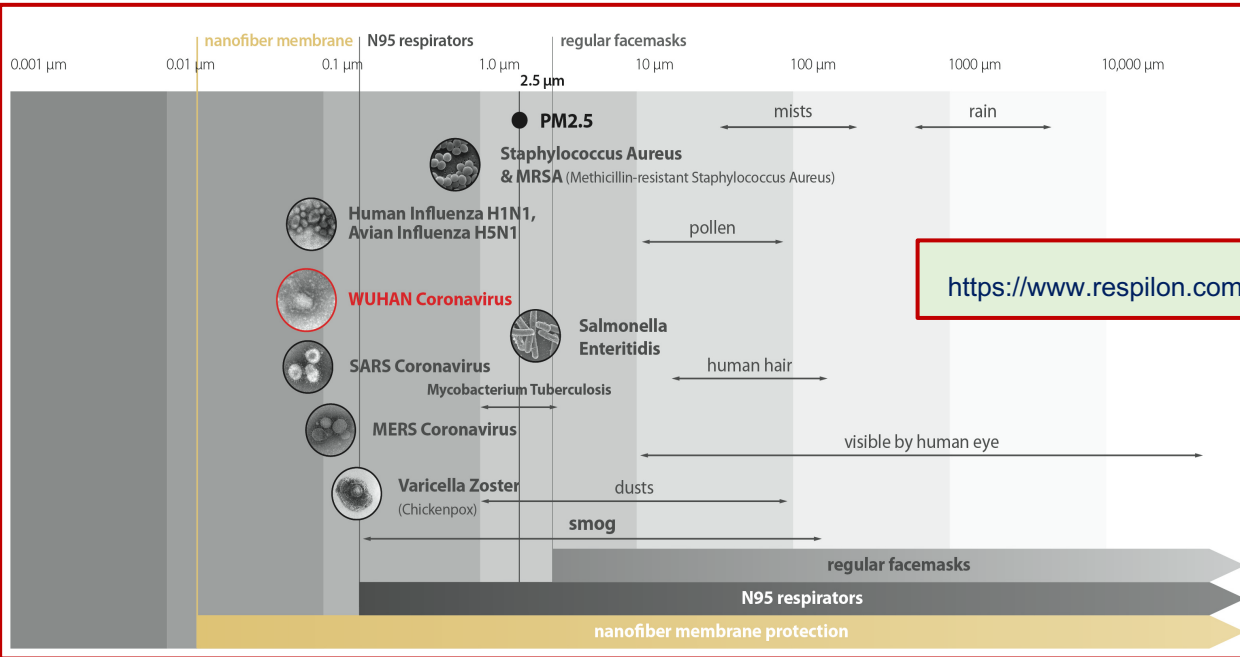 nanofiber membrane
N95 respirators
regular facemasks
0.001 μm
0.01 μm
0.1 μm
1.0 μm
10 μm
100 μm
1000 μm
10,000 μm
2.5 μm
PM2.5
mists
rain
Staphylococcus Aureus
& MRSA (Methicillin-resistant Staphylococcus Aureus)
Human Influenza H1N1,
Avian Influenza H5N1
pollen
https://www.respilon.com
WUHAN Coronavirus
Salmonella
Enteritidis
SARS Coronavirus
human hair
Mycobacterium Tuberculosis
MERS Coronavirus
visible by human eye
Varicella Zoster
(Chickenpox)
dusts
smog
regular facemasks
N95 respirators
nanofiber membrane protection